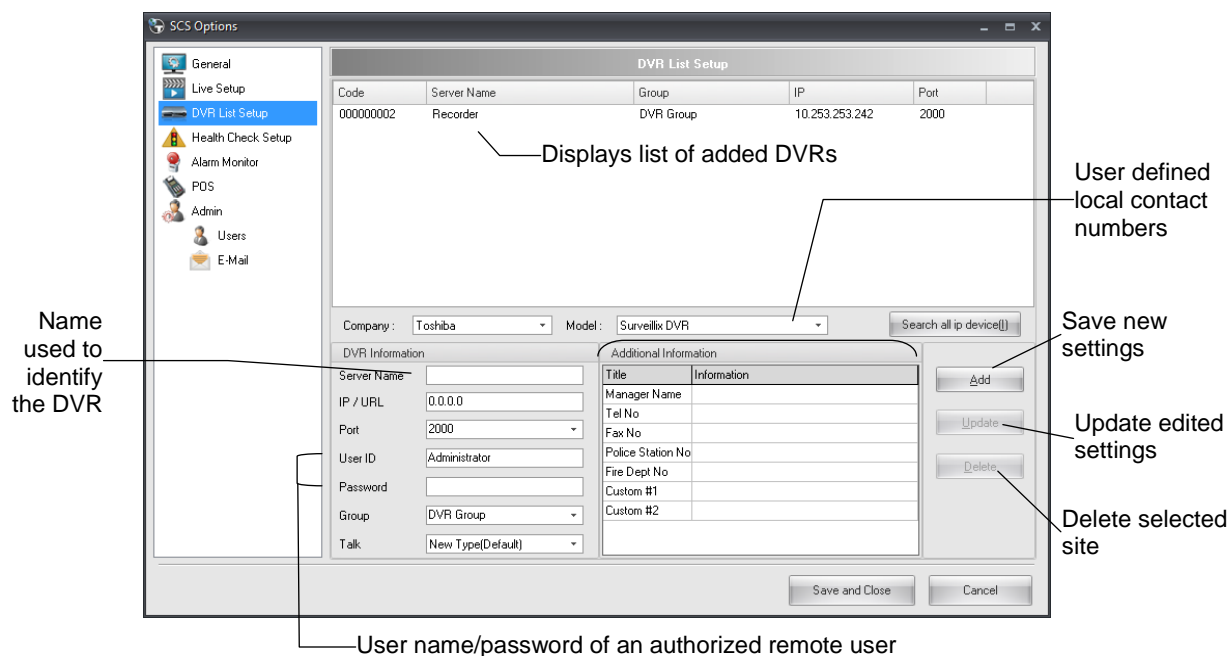 SCS Options
General
Live Setup
DVR List Setup
Health Check Setup
Alarm Monitor
POS
Admin
Users
E-Mail
DVR List Setup
Code Server Name Group IP Port
000000002 Recorder DVR Group 10.253.253.242 2000
Displays list of added DVRs
User defined
local contact
numbers
Company : Toshiba Model : Surveillix DVR Search all ip device(I)
DVR Information
Server Name
IP / URL 0.0.0.0
Port 2000
User ID Administrator
Password
Group DVR Group
Talk New Type(Default)
Additional Information
Title Information
Manager Name
Tel No
Fax No
Police Station No
Fire Dept No
Custom #1
Custom #2
Add
Update
Delete
Save and Close Cancel
Name
used to
identify
the DVR
Save new
settings
Update edited
settings
Delete selected
site
User name/password of an authorized remote user